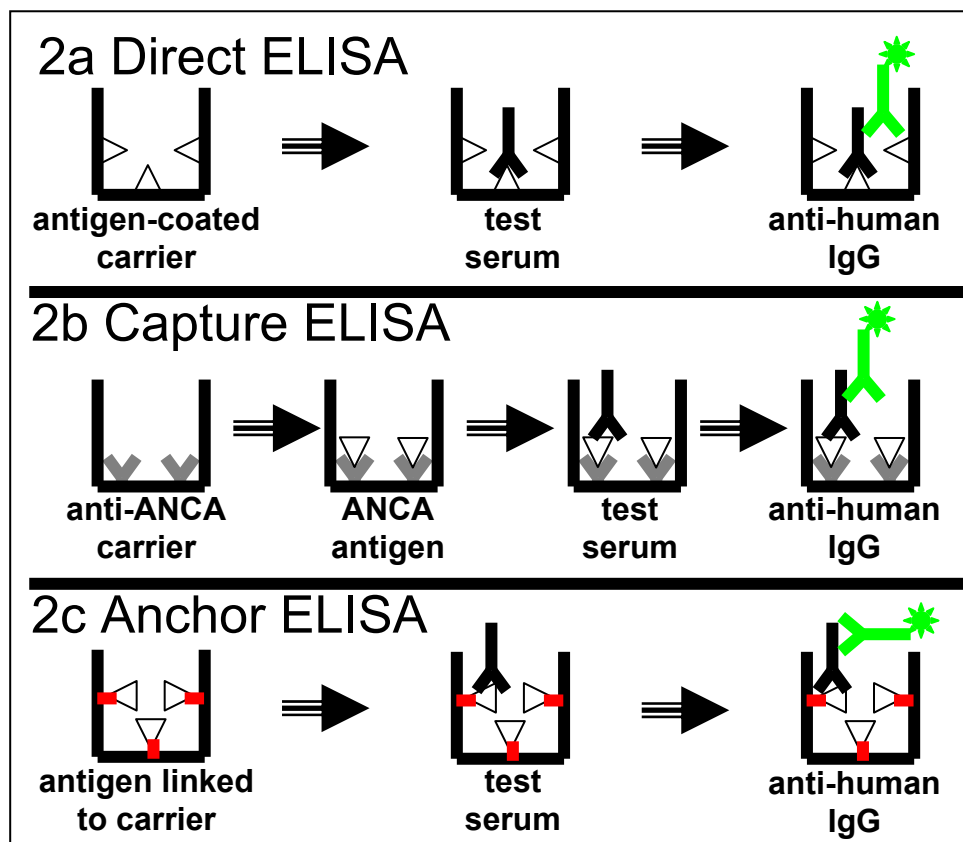 2a Direct ELISA
antigen-coated
carrier
test
serum
anti-human
IgG
2b Capture ELISA
anti-ANCA
carrier
ANCA
antigen
test
serum
anti-human
IgG
2c Anchor ELISA
antigen linked
to carrier
test
serum
anti-human
IgG